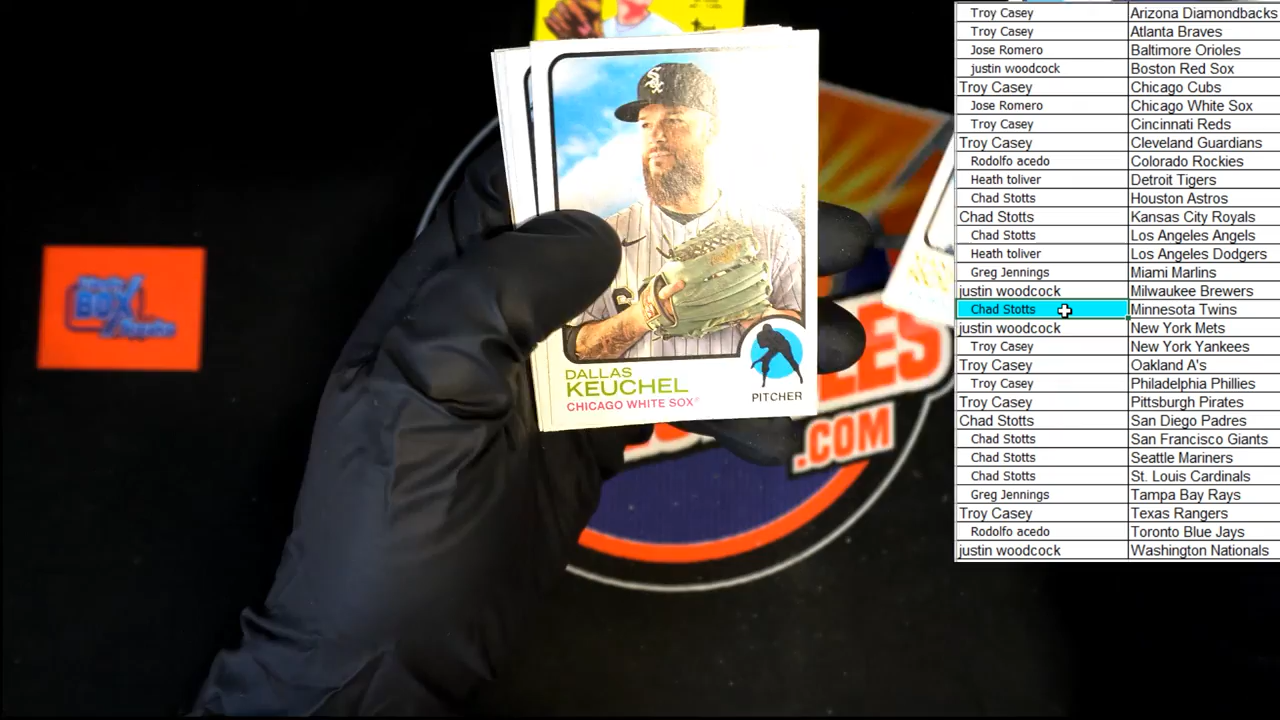 DALLAS
KEUCHEL
CHICAGO WHITE SOX
PITCHER
BOX
LES
.COM
Troy Casey Arizona Diamondbacks
Troy Casey Atlanta Braves
Jose Romero Baltimore Orioles
justin woodcock Boston Red Sox
Troy Casey Chicago Cubs
Jose Romero Chicago White Sox
Troy Casey Cincinnati Reds
Troy Casey Cleveland Guardians
Rodolfo acedo Colorado Rockies
Heath toliver Detroit Tigers
Chad Stotts Houston Astros
Chad Stotts Kansas City Royals
Chad Stotts Los Angeles Angels
Heath toliver Los Angeles Dodgers
Greg Jennings Miami Marlins
justin woodcock Milwaukee Brewers
Chad Stotts Minnesota Twins
justin woodcock New York Mets
Troy Casey New York Yankees
Troy Casey Oakland A's
Troy Casey Philadelphia Phillies
Troy Casey Pittsburgh Pirates
Chad Stotts San Diego Padres
Chad Stotts San Francisco Giants
Chad Stotts Seattle Mariners
Chad Stotts St. Louis Cardinals
Greg Jennings Tampa Bay Rays
Troy Casey Texas Rangers
Rodolfo acedo Toronto Blue Jays
justin woodcock Washington Nationals